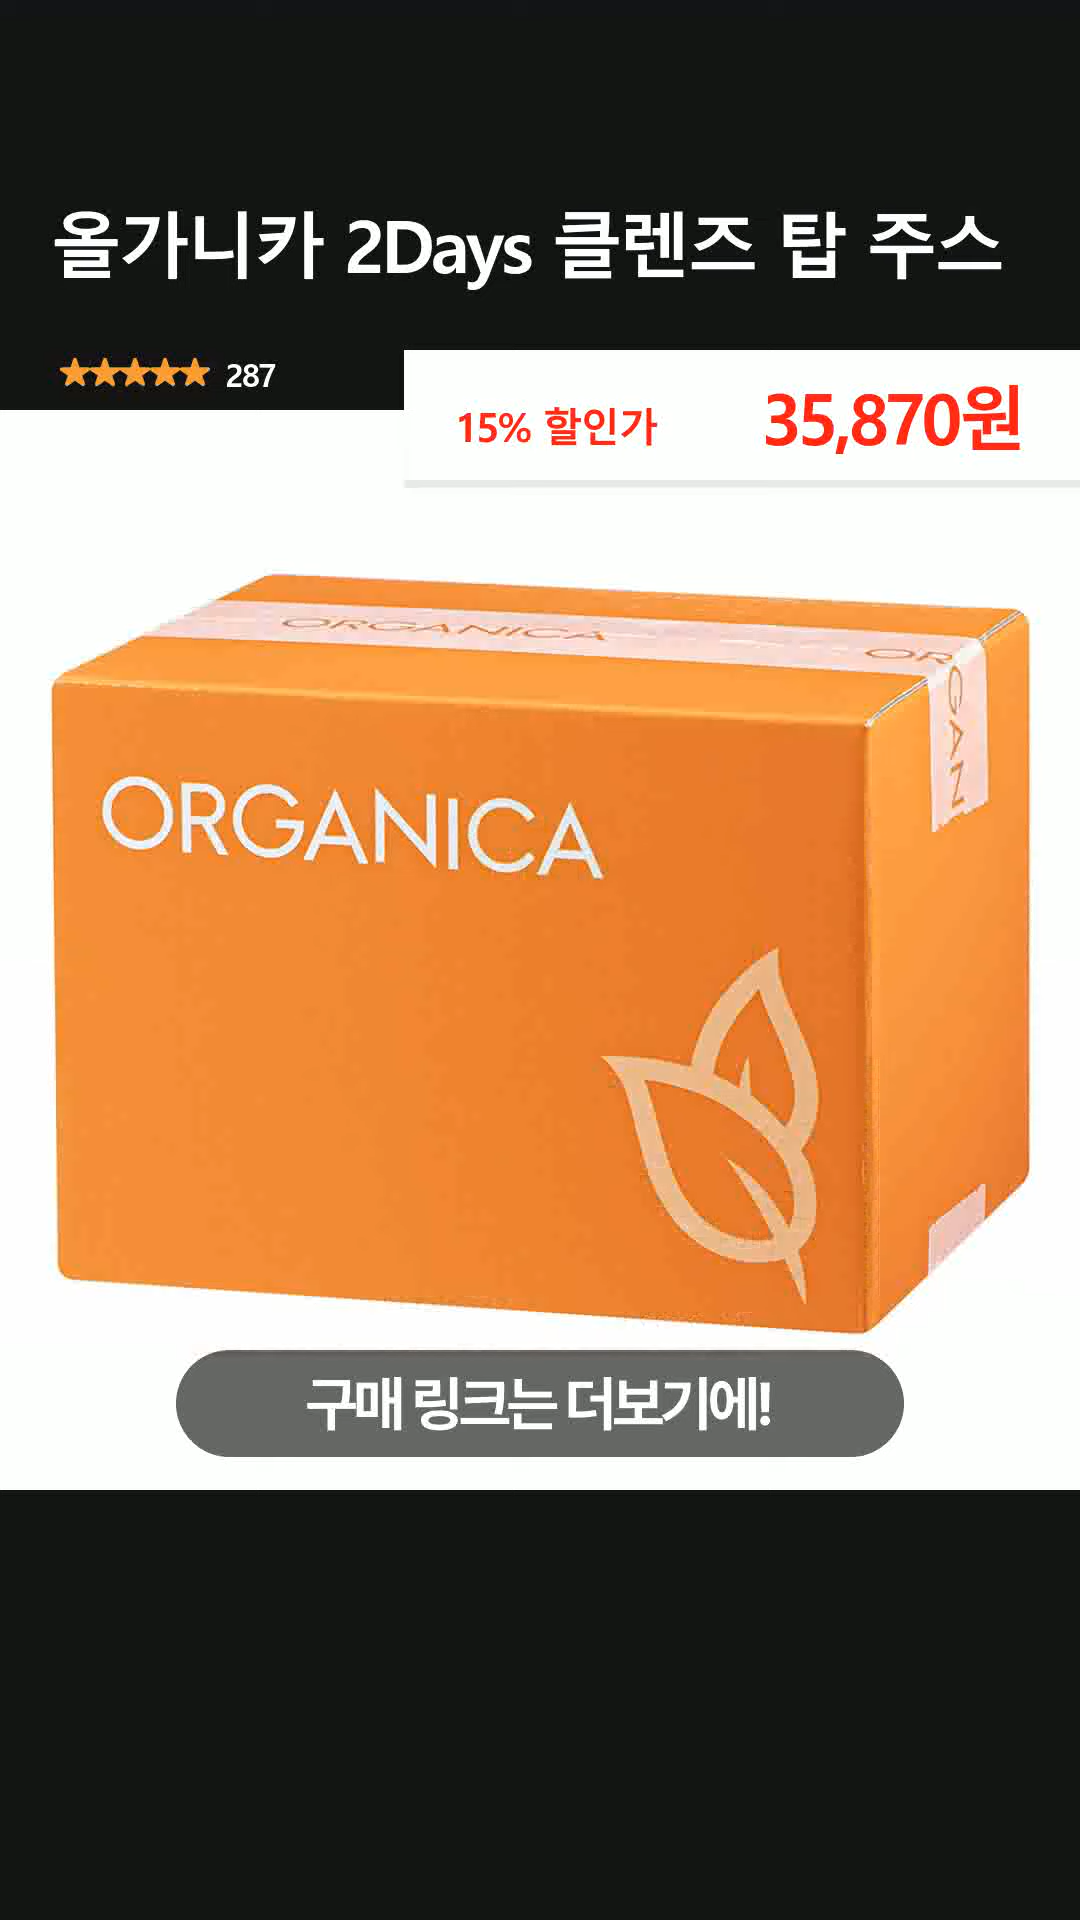 올가니카 2Days 클렌즈 탑 주스
★★★★★ 287
15% 할인가 35,870원
ORGANICA
ORGAN
ORGANICA
구매 링크는 더보기에!